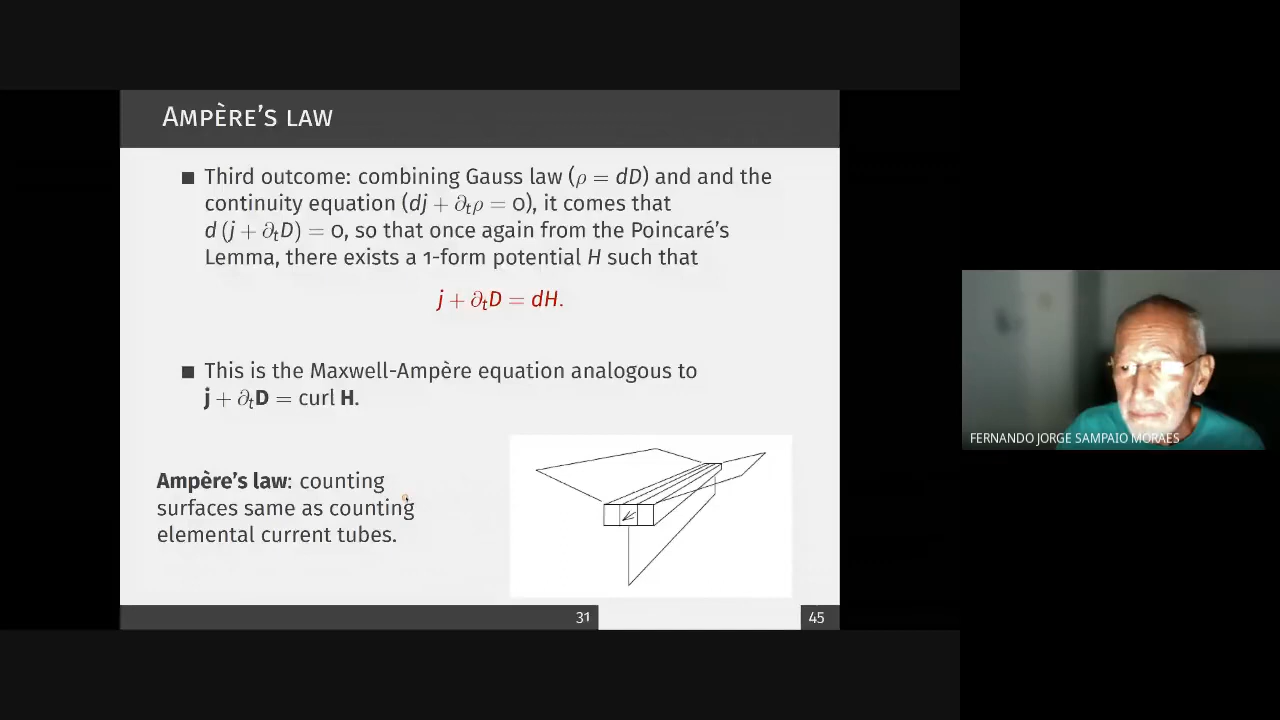 AMPÈRE'S LAW
■ Third outcome: combining Gauss law (ρ = dD) and and the
continuity equation (dj + ∂ₜρ = 0), it comes that
d (j + ∂ₜD) = 0, so that once again from the Poincaré's
Lemma, there exists a 1-form potential H such that
j + ∂ₜD = dH.
■ This is the Maxwell-Ampère equation analogous to
j + ∂ₜD = curl H.
Ampère's law: counting
surfaces same as counting
elemental current tubes.
31
45
FERNANDO JORGE SAMPAIO MORAES